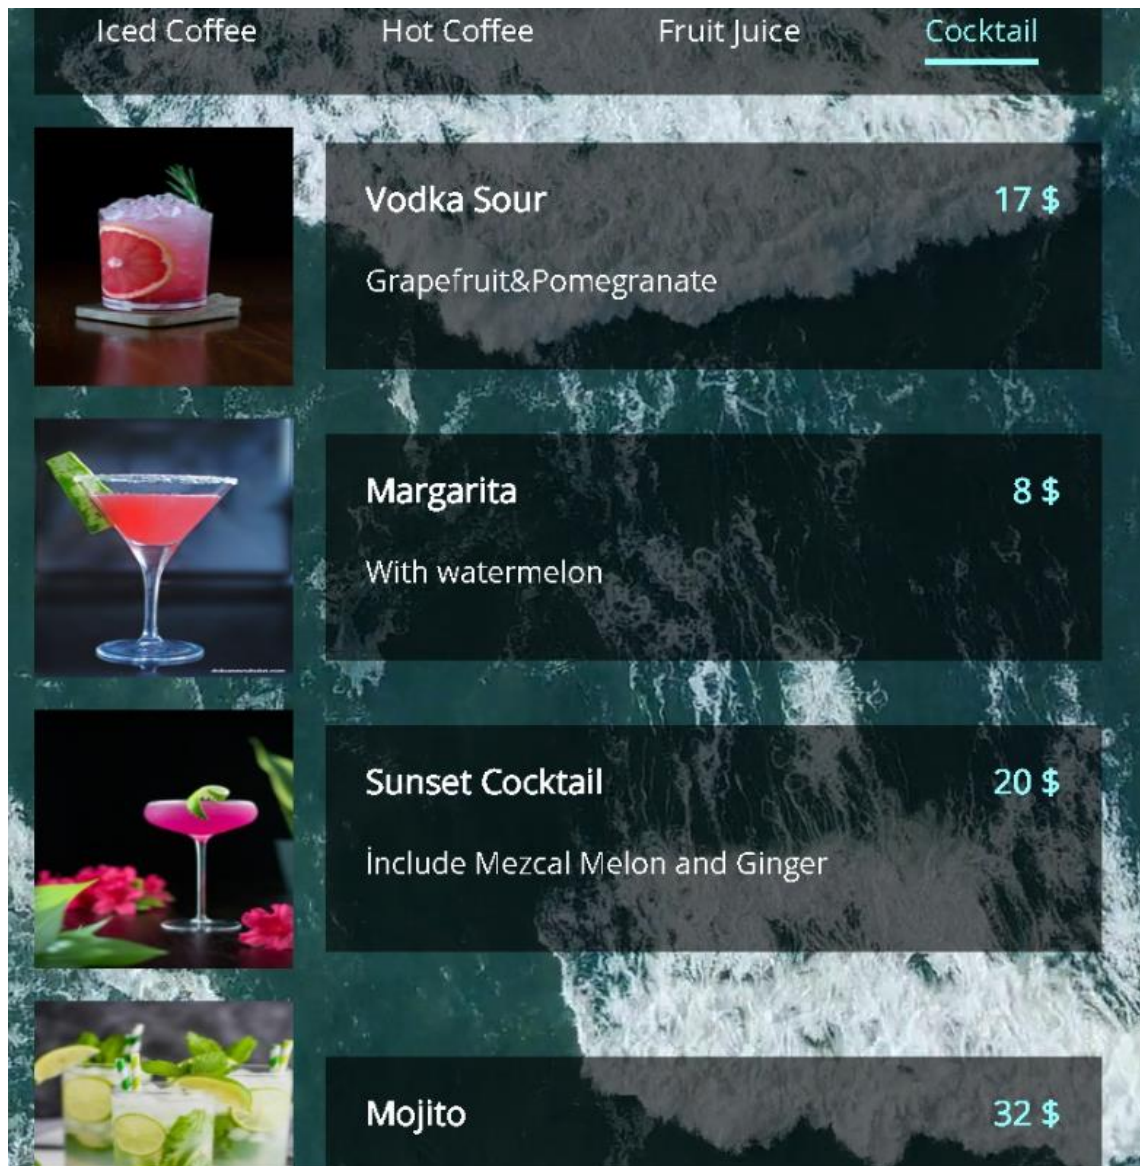 Iced Coffee Hot Coffee Fruit Juice Cocktail
Vodka Sour 17 $
Grapefruit&Pomegranate
Margarita 8 $
With watermelon
Sunset Cocktail 20 $
İnclude Mezcal Melon and Ginger
Mojito 32 $